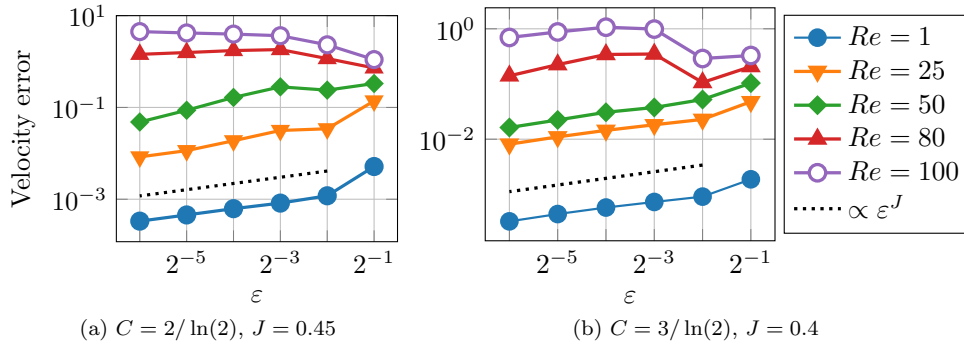 Velocity error
10^1
10^{-1}
10^{-3}
2^{-5} 2^{-3} 2^{-1}
ε
(a) C = 2/ ln(2), J = 0.45
10^0
10^{-2}
2^{-5} 2^{-3} 2^{-1}
ε
(b) C = 3/ ln(2), J = 0.4
Re = 1
Re = 25
Re = 50
Re = 80
Re = 100
∝ ε^J